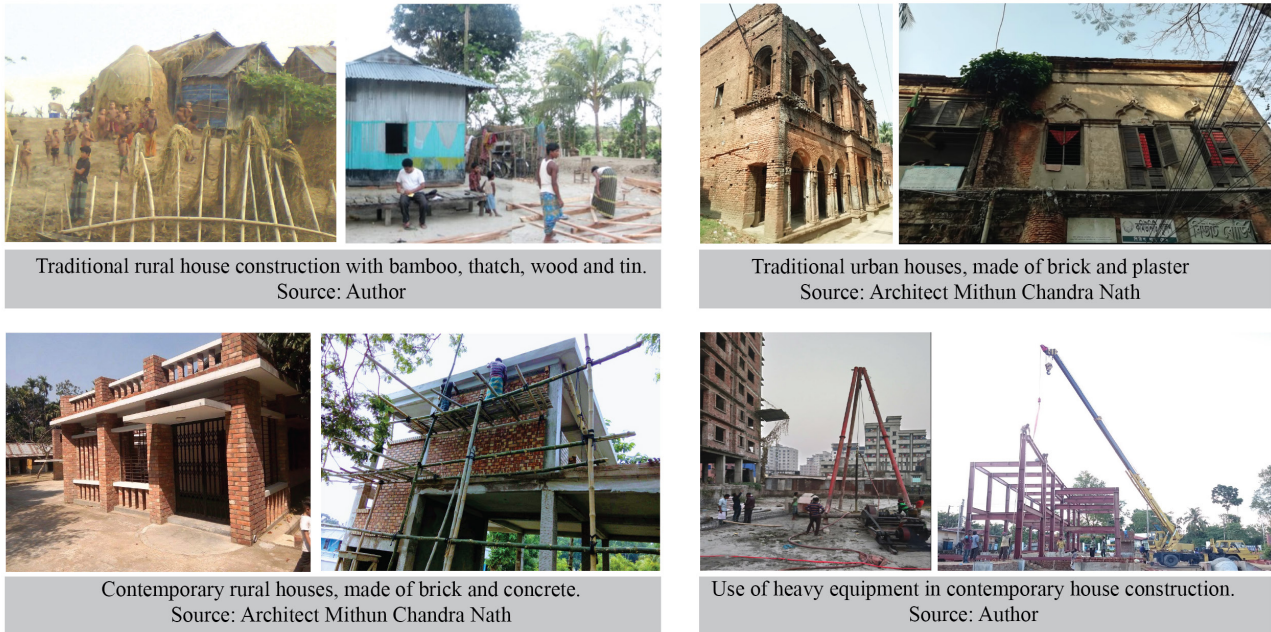 Traditional rural house construction with bamboo, thatch, wood and tin.
Source: Author
Traditional urban houses, made of brick and plaster
Source: Architect Mithun Chandra Nath
Contemporary rural houses, made of brick and concrete.
Source: Architect Mithun Chandra Nath
Use of heavy equipment in contemporary house construction.
Source: Author